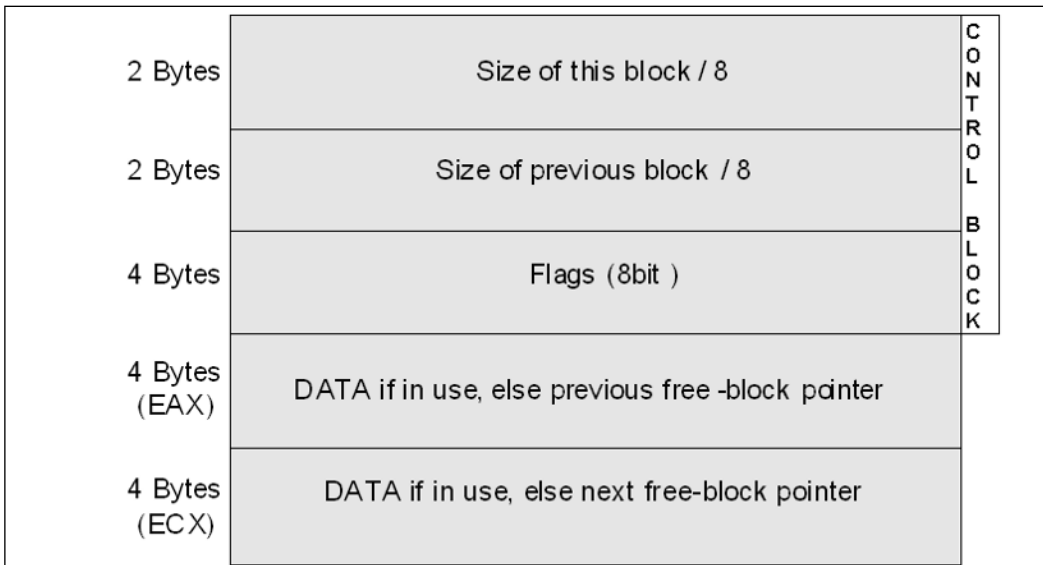 2 Bytes
Size of this block / 8
2 Bytes
Size of previous block / 8
4 Bytes
Flags (8bit )
4 Bytes
(EAX)
DATA if in use, else previous free -block pointer
4 Bytes
(ECX)
DATA if in use, else next free-block pointer
CONTROL BLOCK